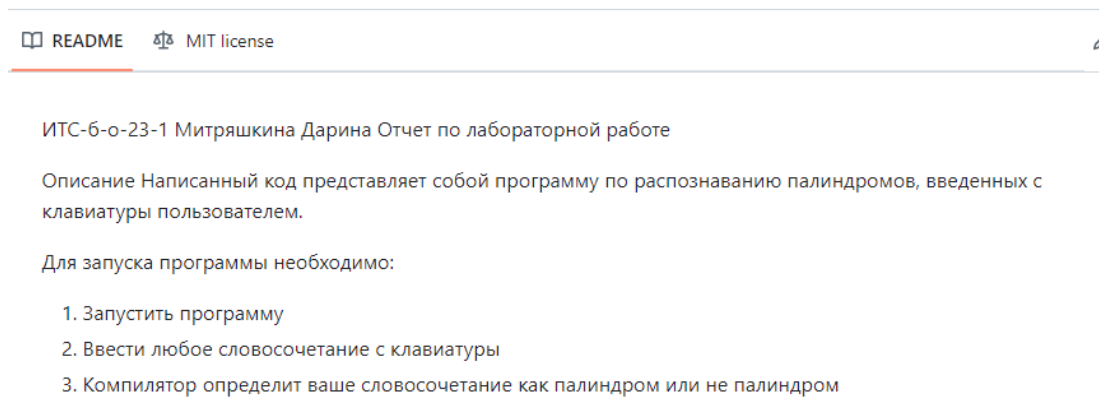 README MIT license
ИТС-б-о-23-1 Митряшкина Дарина Отчет по лабораторной работе
Описание Написанный код представляет собой программу по распознаванию палиндромов, введенных с
клавиатуры пользователем.
Для запуска программы необходимо:
1. Запустить программу
2. Ввести любое словосочетание с клавиатуры
3. Компилятор определит ваше словосочетание как палиндром или не палиндром